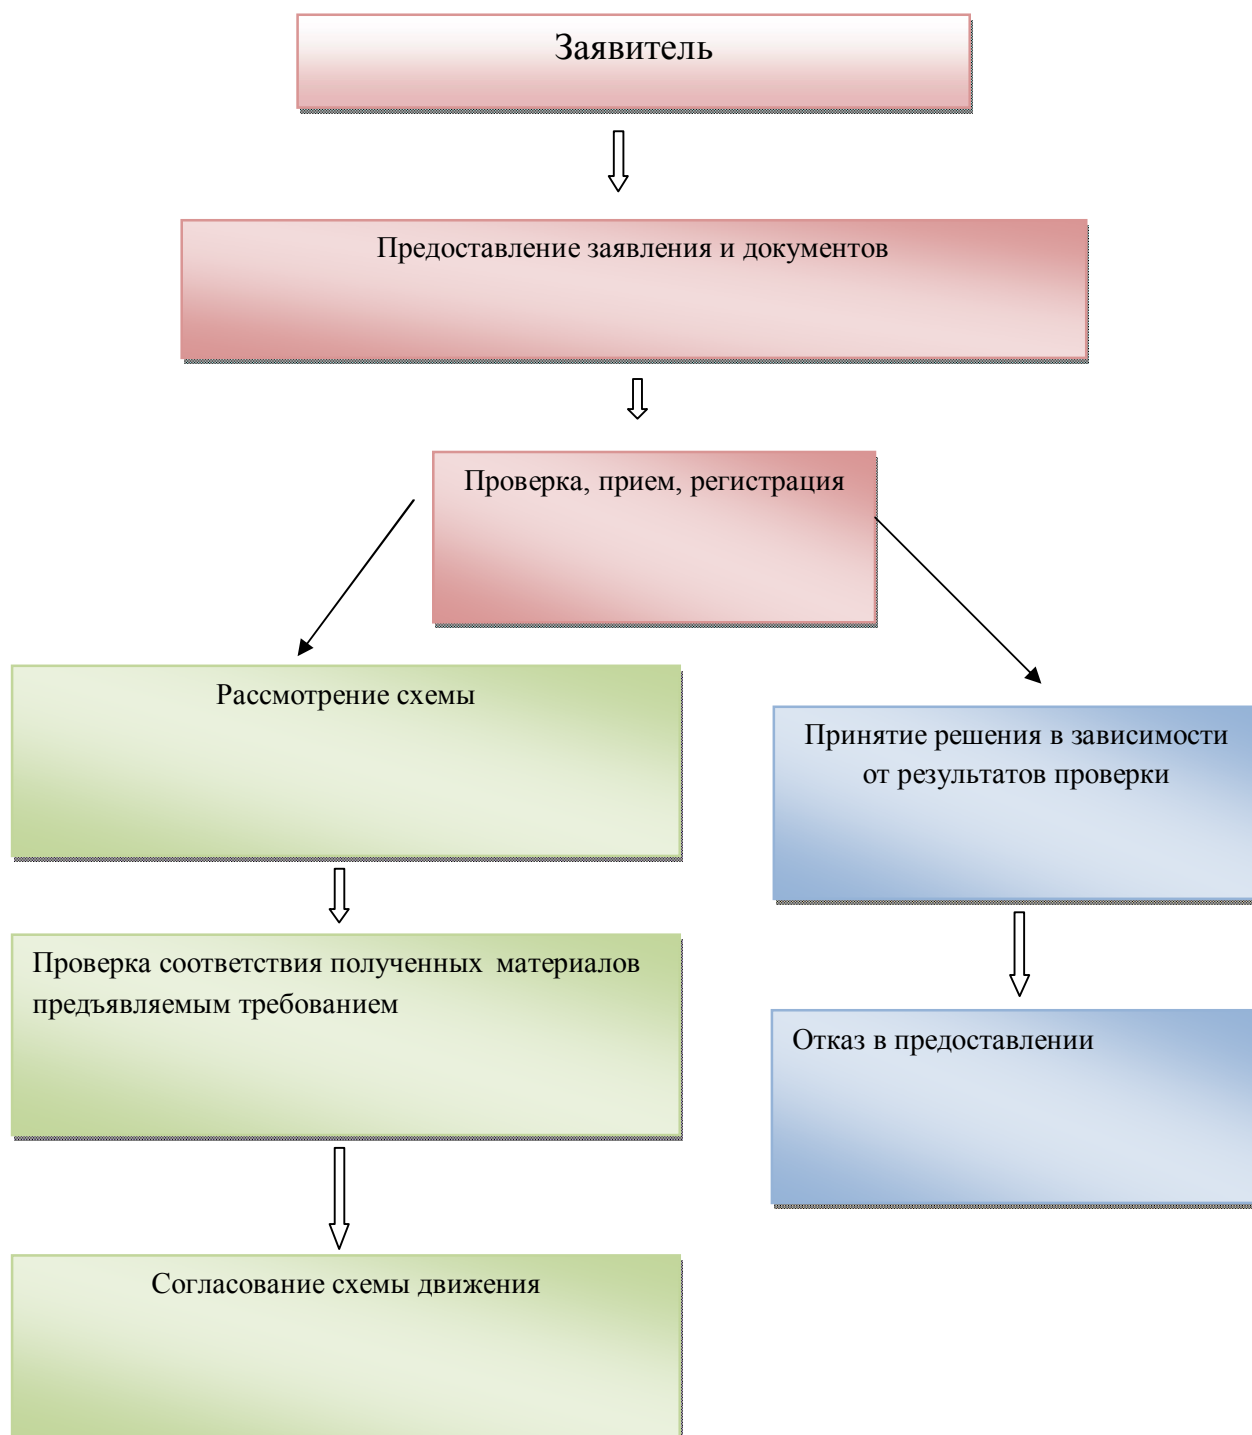 Заявитель
Предоставление заявления и документов
Проверка, прием, регистрация
Рассмотрение схемы
Принятие решения в зависимости
от результатов проверки
Проверка соответствия полученных  материалов
предъявляемым требованием
Отказ в предоставлении
Согласование схемы движения